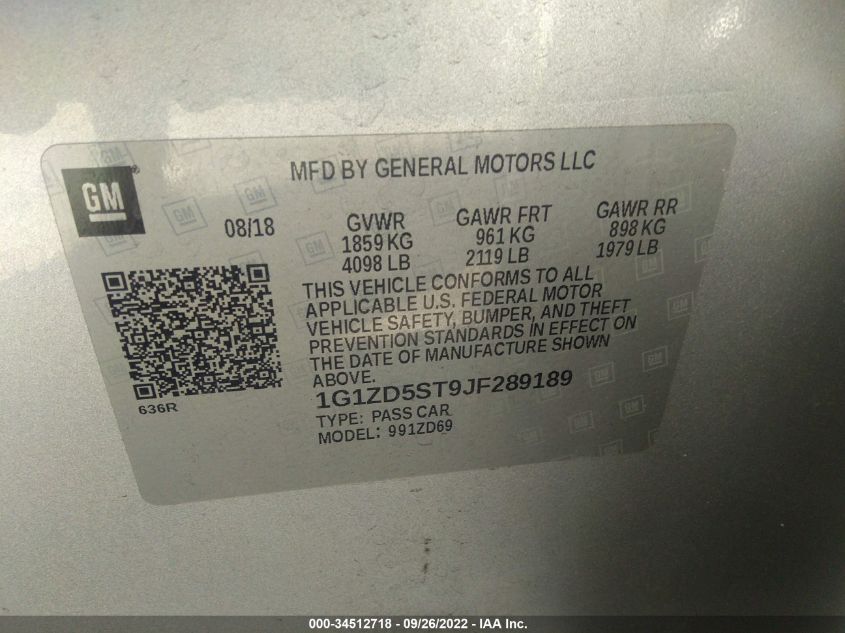 GM
MFD BY GENERAL MOTORS LLC
08/18
GVWR GAWR FRT GAWR RR
1859 KG 961 KG 898 KG
4098 LB 2119 LB 1979 LB
THIS VEHICLE CONFORMS TO ALL
APPLICABLE U.S. FEDERAL MOTOR
VEHICLE SAFETY, BUMPER, AND THEFT
PREVENTION STANDARDS IN EFFECT ON
THE DATE OF MANUFACTURE SHOWN
ABOVE.
1G1ZD5ST9JF289189
636R
TYPE: PASS CAR
MODEL: 991ZD69
000-34512718 - 09/26/2022 - IAA Inc.